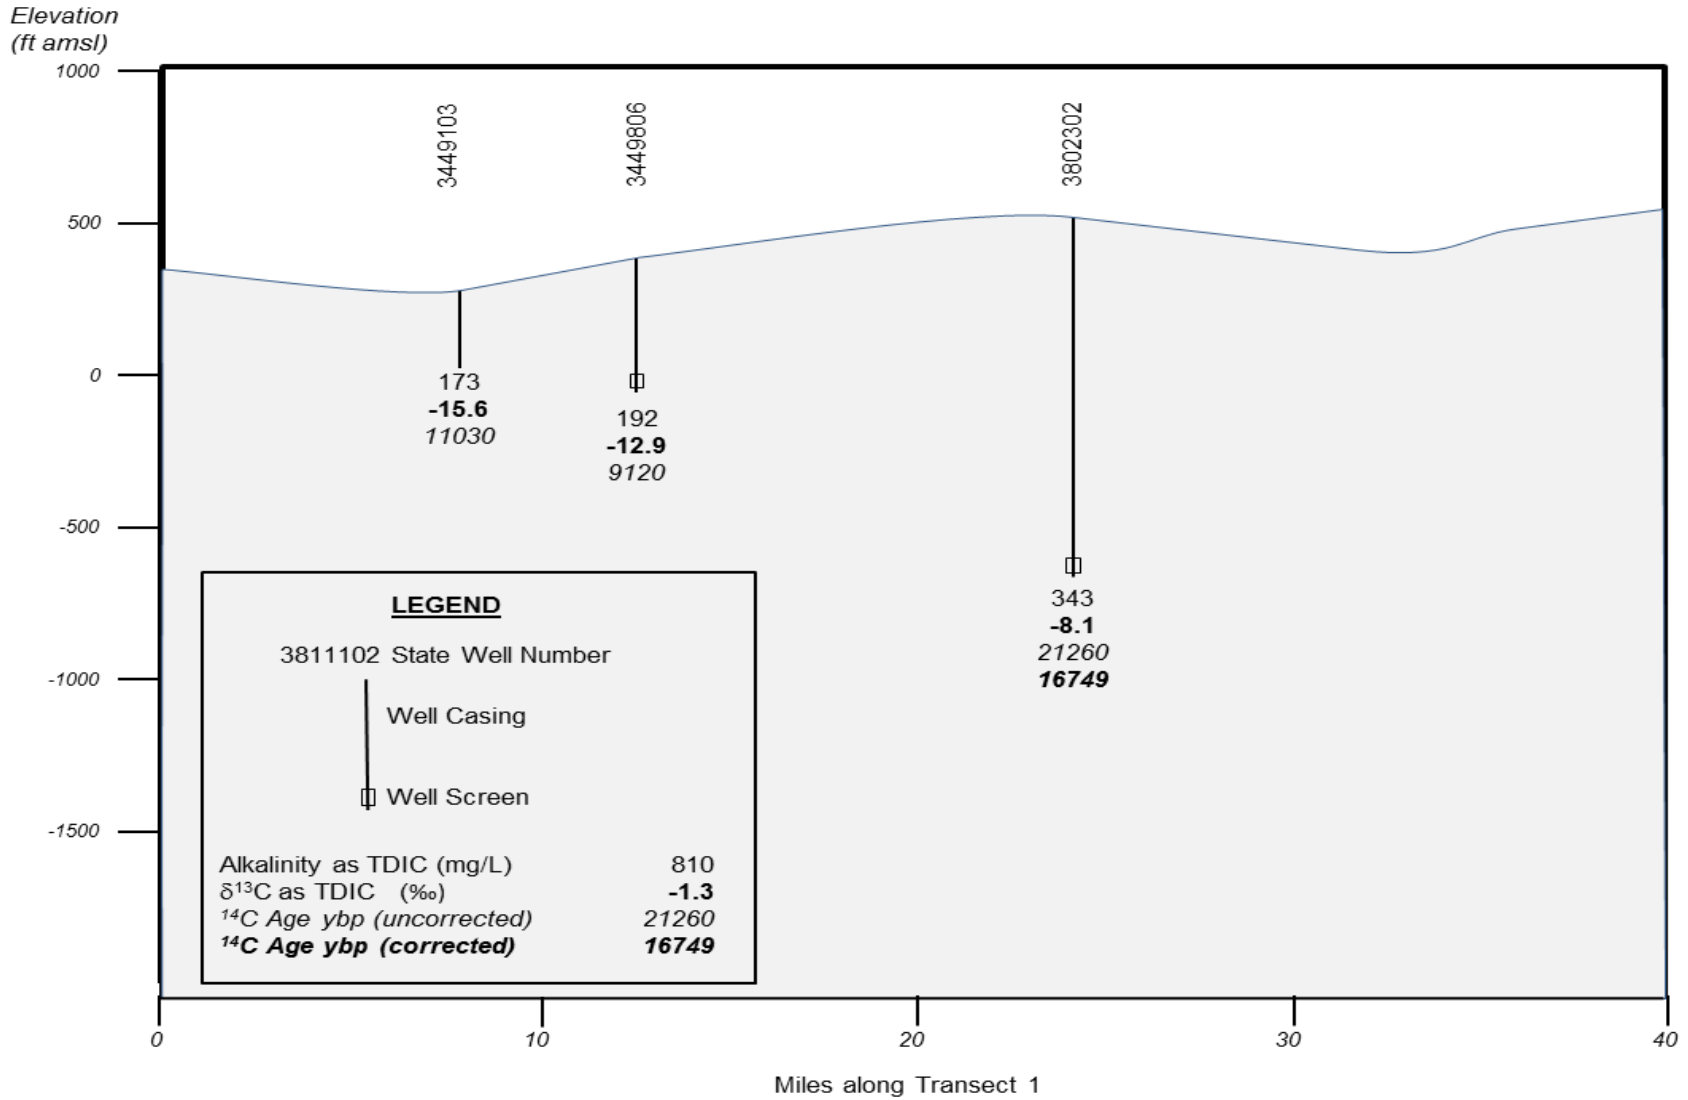 Elevation
(ft amsl)
1000
500
0
-500
-1000
-1500
3449103
3449806
3802302
173
-15.6
11030
192
-12.9
9120
343
-8.1
21260
16749
LEGEND
3811102 State Well Number
Well Casing
Well Screen
Alkalinity as TDIC (mg/L) 810
δ¹³C as TDIC (‰) -1.3
¹⁴C Age ybp (uncorrected) 21260
¹⁴C Age ybp (corrected) 16749
0 10 20 30 40
Miles along Transect 1